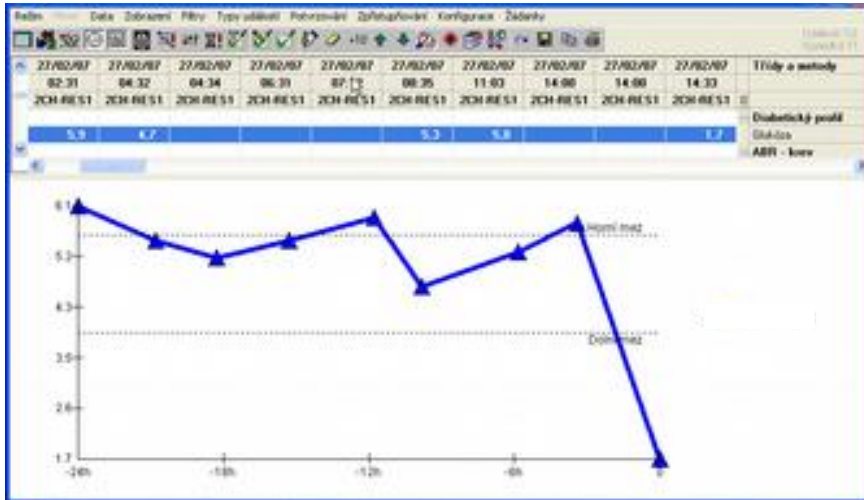 Režim Data Zobrazení Filtry Typy událostí Potvrzování Zpřístupňování Konfigurace Žádanky
27/02/07 27/02/07 27/02/07 27/02/07 27/02/07 27/02/07 27/02/07 27/02/07 27/02/07 27/02/07 Třídy a metody
02:31 04:32 04:34 06:31 08:35 11:03 14:00 14:00 14:33
2CH-RES1 2CH-RES1 2CH-RES1 2CH-RES1 2CH-RES1 2CH-RES1 2CH-RES1 2CH-RES1 2CH-RES1 2CH-RES1
Diabetický profil
5.9 4.7 5.3 5.8 1.7 Glukóza
ABR - krev
6.1
Horní mez
5.3
4.3
Dolní mez
3.5
2.6
1.7
-24h -18h -12h -6h 0